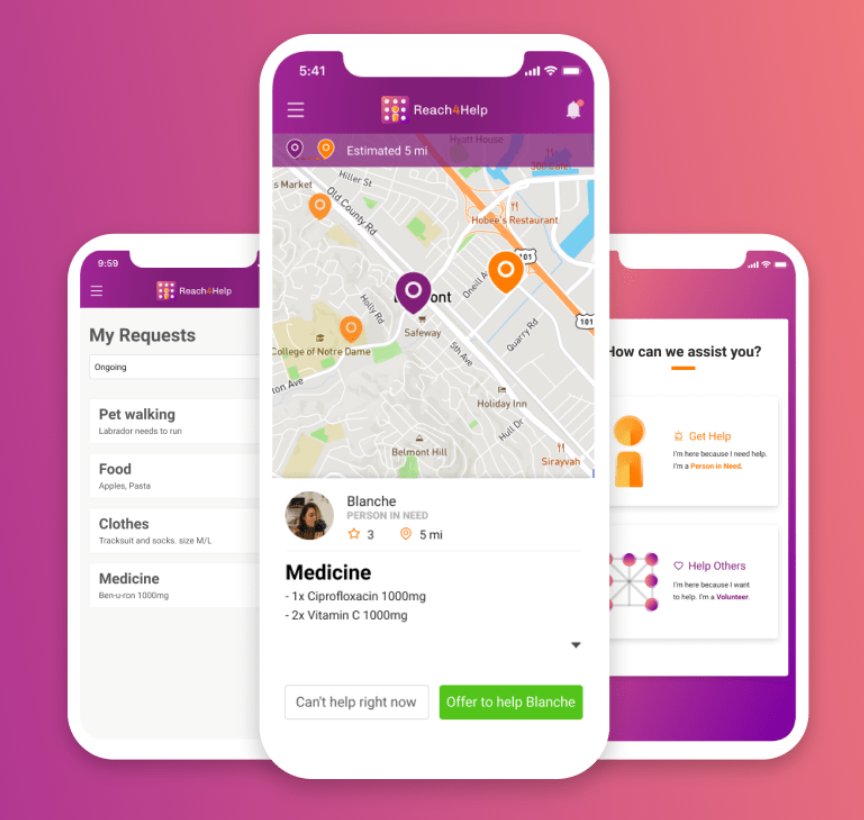 5:41
Reach4Help
Estimated 5 mi
Hyatt House
s Market
Hiller St
Old County Rd
Hobee's Restaurant
101
Oneill A
ont
Holly Rd
Safeway
101
College of Notre Dame
5th Ave
Quarry Rd
on Ave
Holiday Inn
Hull Dr
Belmont Hill
Sirayvah
Blanche
PERSON IN NEED
3
5 mi
Medicine
- 1x Ciprofloxacin 1000mg
- 2x Vitamin C 1000mg
Can't help right now
Offer to help Blanche
9:59
Reach4Help
My Requests
Ongoing
Pet walking
Labrador needs to run
Food
Apples, Pasta
Clothes
Tracksuit and socks. size M/L
Medicine
Ben-u-ron 1000mg
How can we assist you?
Get Help
I'm here because I need help.
I'm a Person in Need.
Help Others
I'm here because I want
to help. I'm a Volunteer.